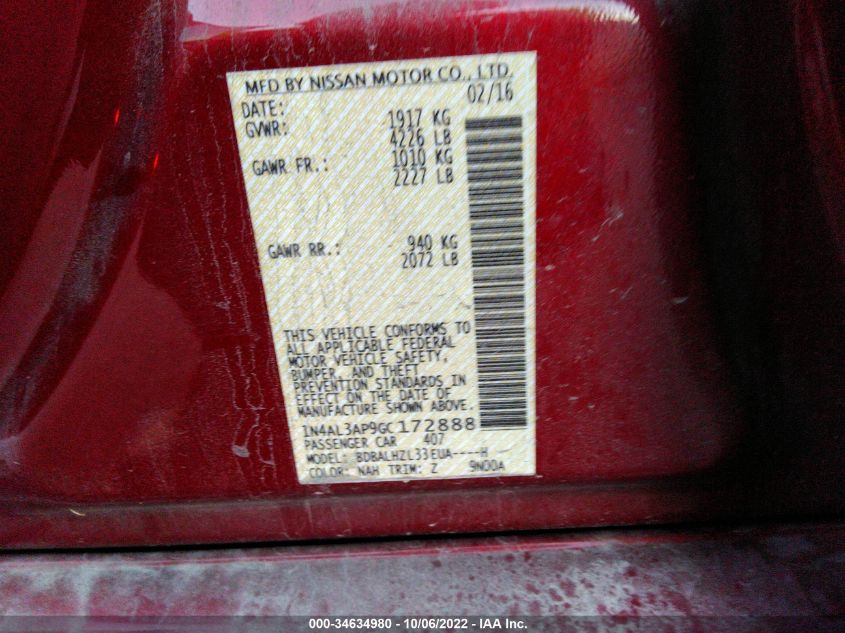 MFD BY NISSAN MOTOR CO., LTD.
DATE: 02/16
GVWR: 1917 KG
4226 LB
GAWR FR.: 1010 KG
2227 LB
GAWR RR.: 940 KG
2072 LB
THIS VEHICLE CONFORMS TO
ALL APPLICABLE FEDERAL
MOTOR VEHICLE SAFETY,
BUMPER, AND THEFT
PREVENTION STANDARDS IN
EFFECT ON THE DATE OF
MANUFACTURE SHOWN ABOVE.
1N4AL3AP9GC172888
PASSENGER CAR 407
MODEL: BDBALHZL33EUA----H
COLOR: NAH TRIM: Z 9N00A
000-34634980 - 10/06/2022 - IAA Inc.